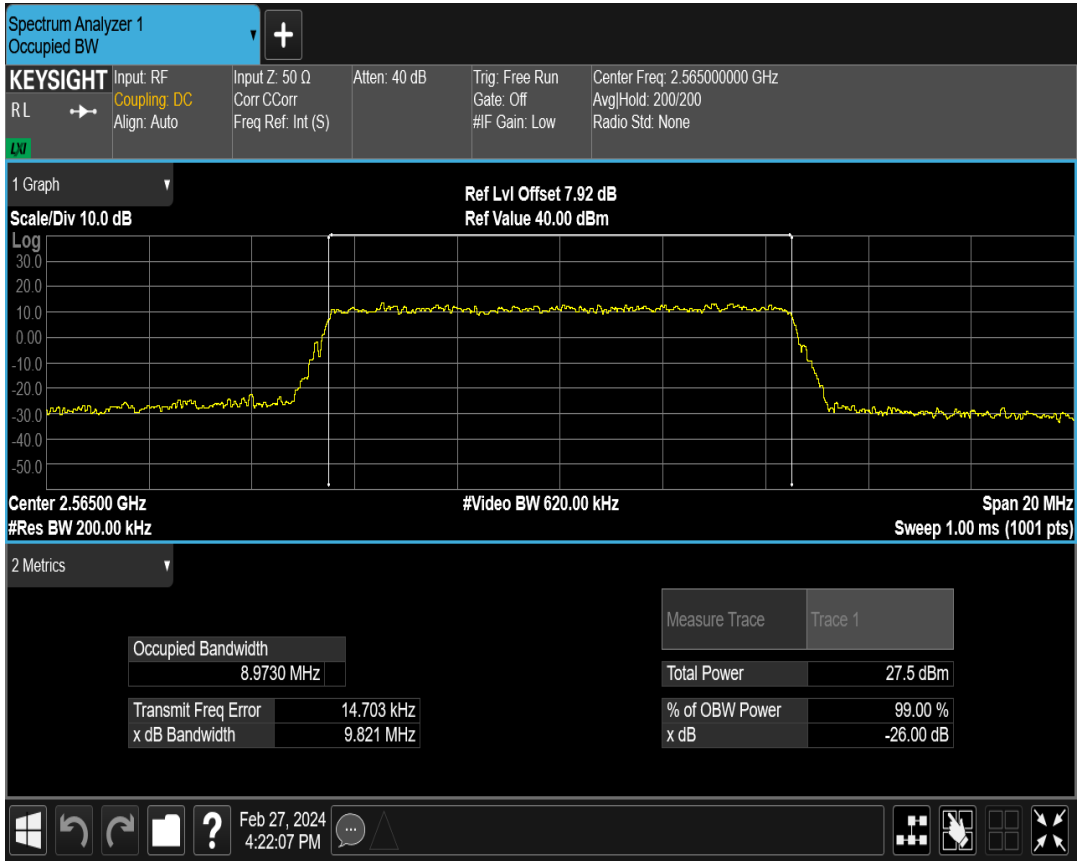 Spectrum Analyzer 1
Occupied BW
+
KEYSIGHT
R L
LXI
Input: RF
Coupling: DC
Align: Auto
Input Z: 50 Ω
Corr CCorr
Freq Ref: Int (S)
Atten: 40 dB
Trig: Free Run
Gate: Off
#IF Gain: Low
Center Freq: 2.565000000 GHz
Avg|Hold: 200/200
Radio Std: None
1 Graph
Scale/Div 10.0 dB
Ref Lvl Offset 7.92 dB
Ref Value 40.00 dBm
Log
30.0
20.0
10.0
0.00
-10.0
-20.0
-30.0
-40.0
-50.0
Center 2.56500 GHz
#Video BW 620.00 kHz
Span 20 MHz
#Res BW 200.00 kHz
Sweep 1.00 ms (1001 pts)
2 Metrics
Occupied Bandwidth
8.9730 MHz
Transmit Freq Error 14.703 kHz
x dB Bandwidth 9.821 MHz
Measure Trace Trace 1
Total Power 27.5 dBm
% of OBW Power 99.00 %
x dB -26.00 dB
?
Feb 27, 2024
4:22:07 PM